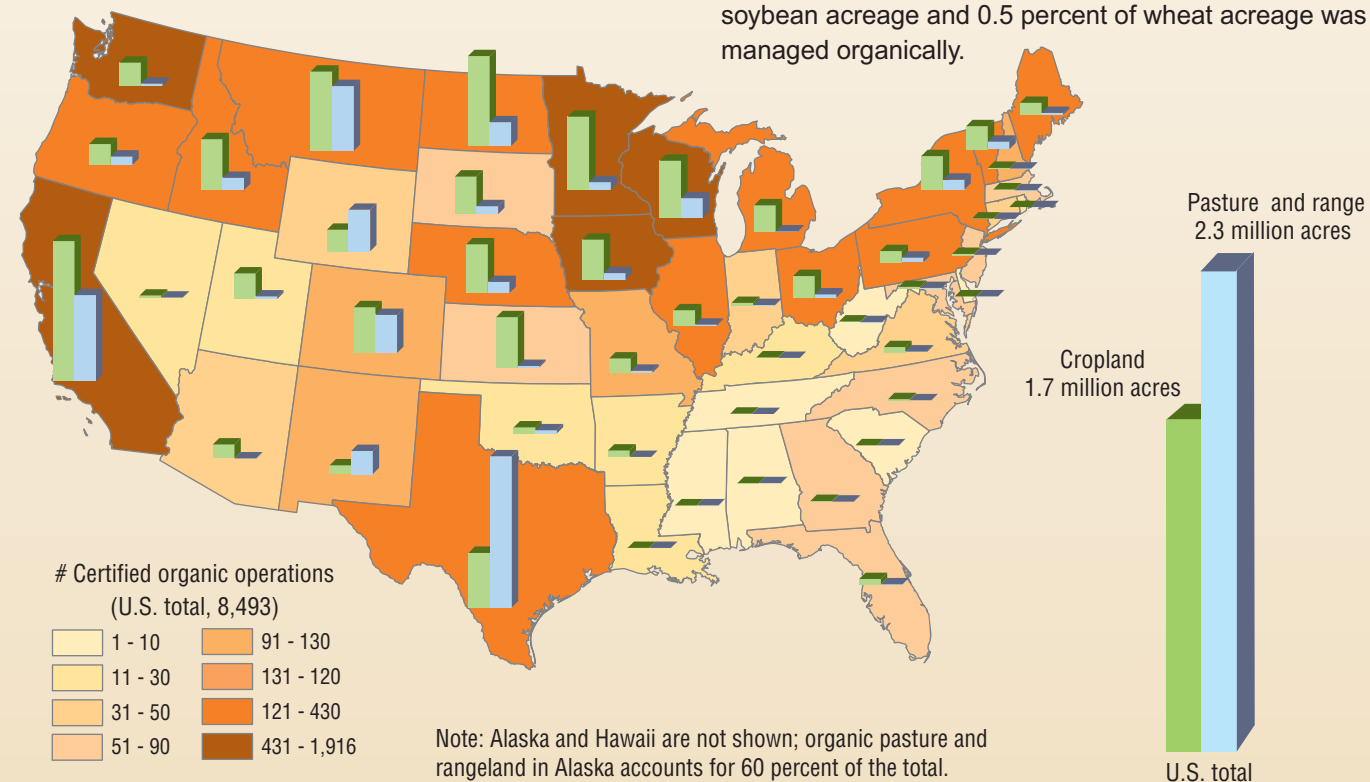 soybean acreage and 0.5 percent of wheat acreage was
managed organically.
Pasture and range
2.3 million acres
Cropland
1.7 million acres
U.S. total
# Certified organic operations
(U.S. total, 8,493)
1 - 10
11 - 30
31 - 50
51 - 90
91 - 130
131 - 120
121 - 430
431 - 1,916
Note: Alaska and Hawaii are not shown; organic pasture and
rangeland in Alaska accounts for 60 percent of the total.